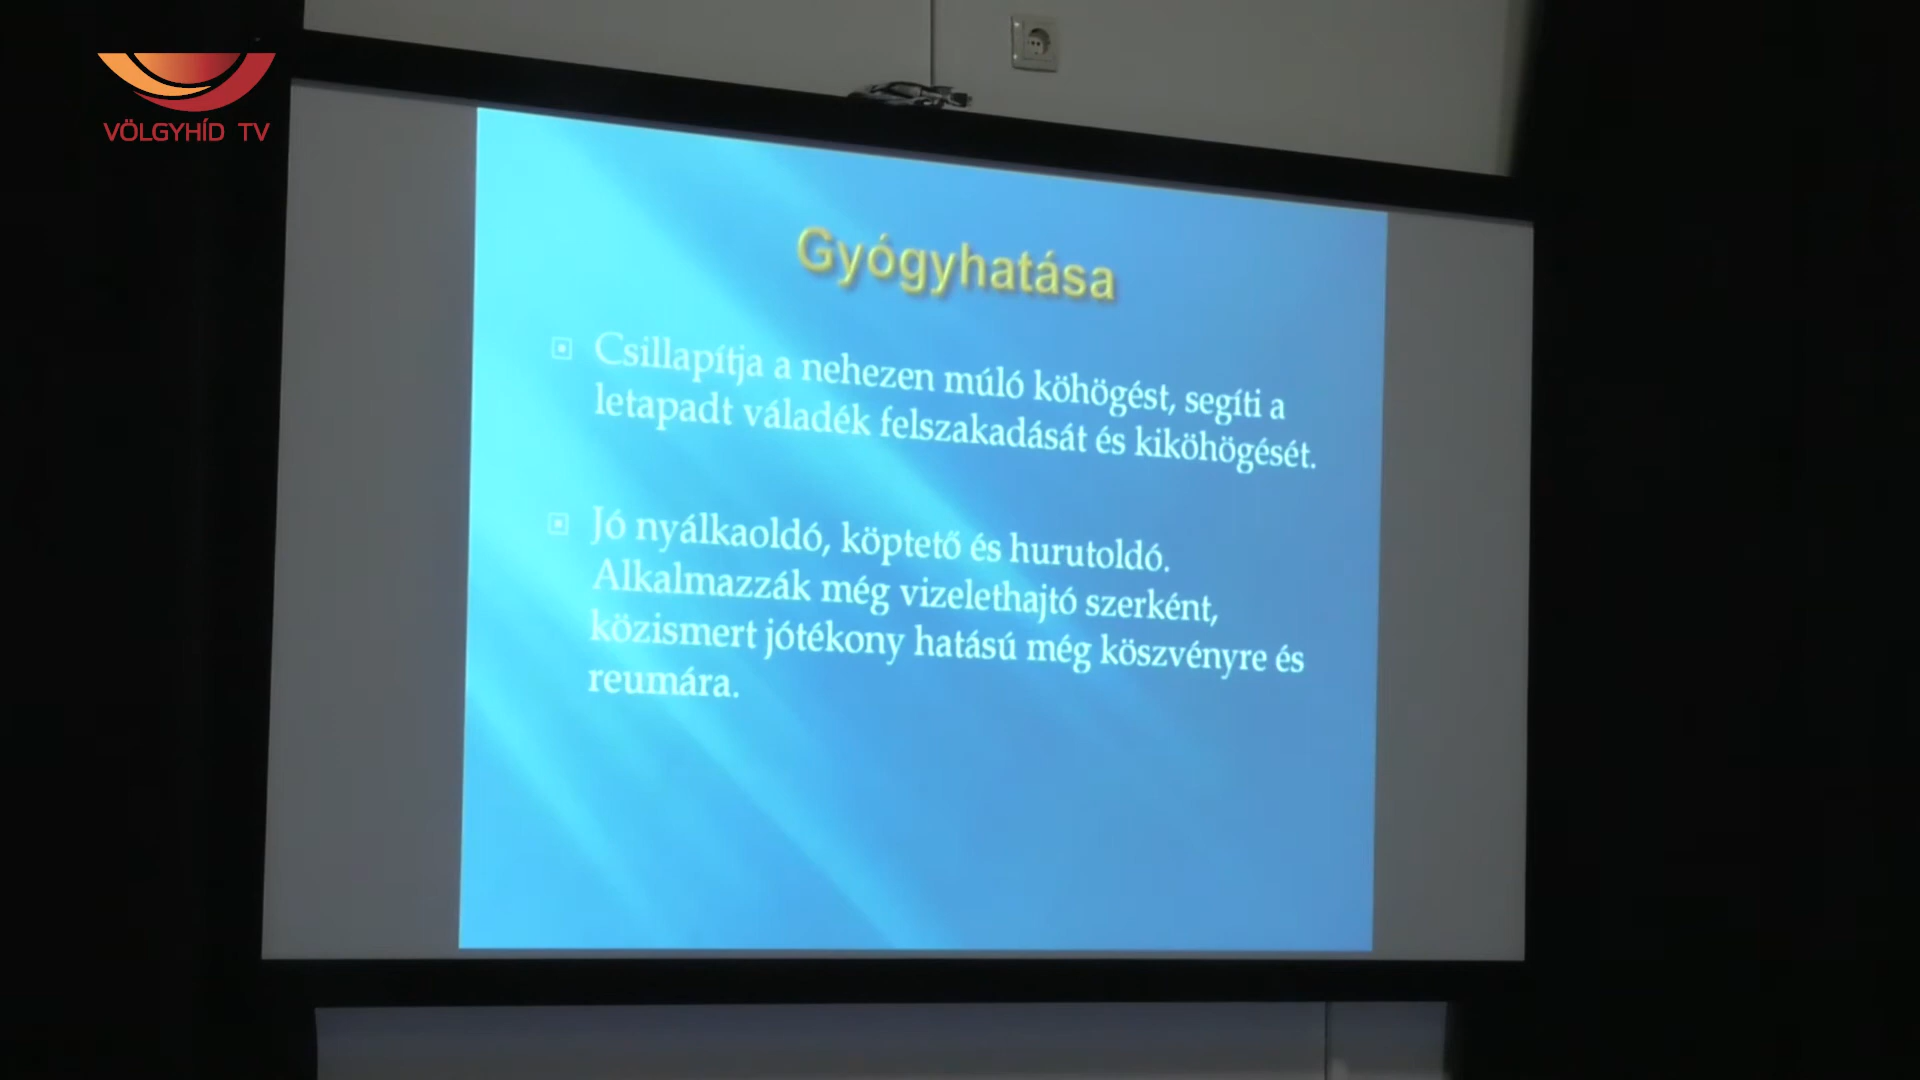 VÖLGYHÍD TV
Gyógyhatása
Csillapítja a nehezen múló köhögést, segíti a
letapadt váladék felszakadását és kiköhögését.
Jó nyálkaoldó, köptető és hurutoldó.
Alkalmazzák még vizelethajtó szerként,
közismert jótékony hatású még köszvényre és
reumára.